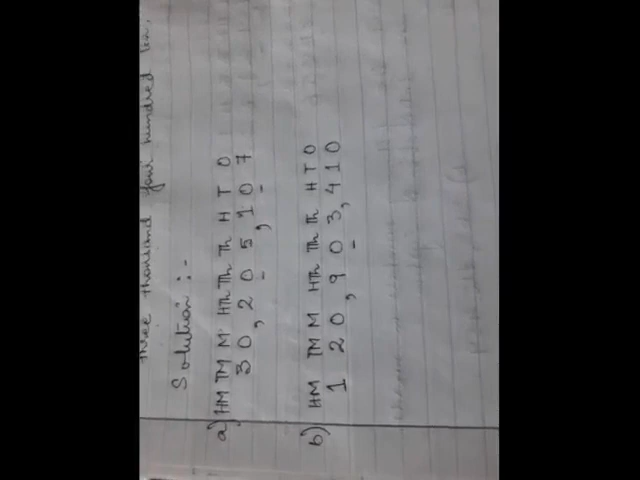 three thousand four hundred ten.
Solution :-
a) HM TM M HTh TTh Th H T O
3 0 , 2 0 5 , 1 0 7
b) HM TM M HTh TTh Th H T O
1 2 0 , 9 0 3 , 4 1 0